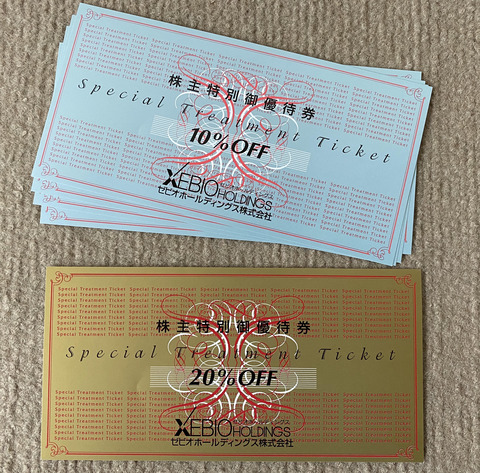 株主特別御優待券
Special Treatment Ticket
10%OFF
XEBIO HOLDINGS
ゼビオホールディングス株式会社
株主特別御優待券
Special Treatment Ticket
20%OFF
XEBIO HOLDINGS
ゼビオホールディングス株式会社